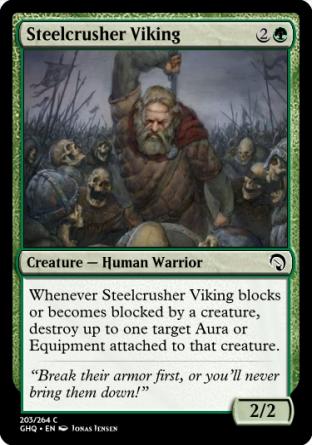 Steelcrusher Viking 2
Creature — Human Warrior
Whenever Steelcrusher Viking blocks
or becomes blocked by a creature,
destroy up to one target Aura or
Equipment attached to that creature.
“Break their armor first, or you’ll never
bring them down!”
2/2
203/264 C
GHQ • EN Jonas Jensen